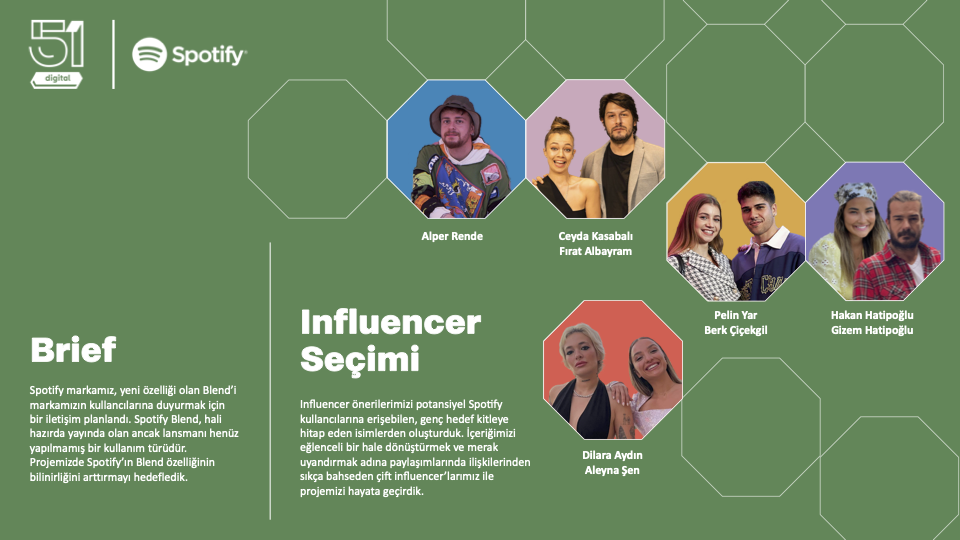 51
digital
Spotify
Alper Rende
Ceyda Kasabalı
Fırat Albayram
Pelin Yar
Berk Çiçekgil
Hakan Hatipoğlu
Gizem Hatipoğlu
Dilara Aydın
Aleyna Şen
Brief
Spotify markamız, yeni özelliği olan Blend’i
markamızın kullanıcılarına duyurmak için
bir iletişim planlandı. Spotify Blend, hali
hazırda yayında olan ancak lansmanı henüz
yapılmamış bir kullanım türüdür.
Projemizde Spotify’ın Blend özelliğinin
bilinirliğini arttırmayı hedefledik.
Influencer
Seçimi
Influencer önerilerimizi potansiyel Spotify
kullanıcılarına erişebilen, genç hedef kitleye
hitap eden isimlerden oluşturduk. İçeriğimizi
eğlenceli bir hale dönüştürmek ve merak
uyandırmak adına paylaşımlarında ilişkilerinden
sıkça bahseden çift influencer’larımız ile
projemizi hayata geçirdik.